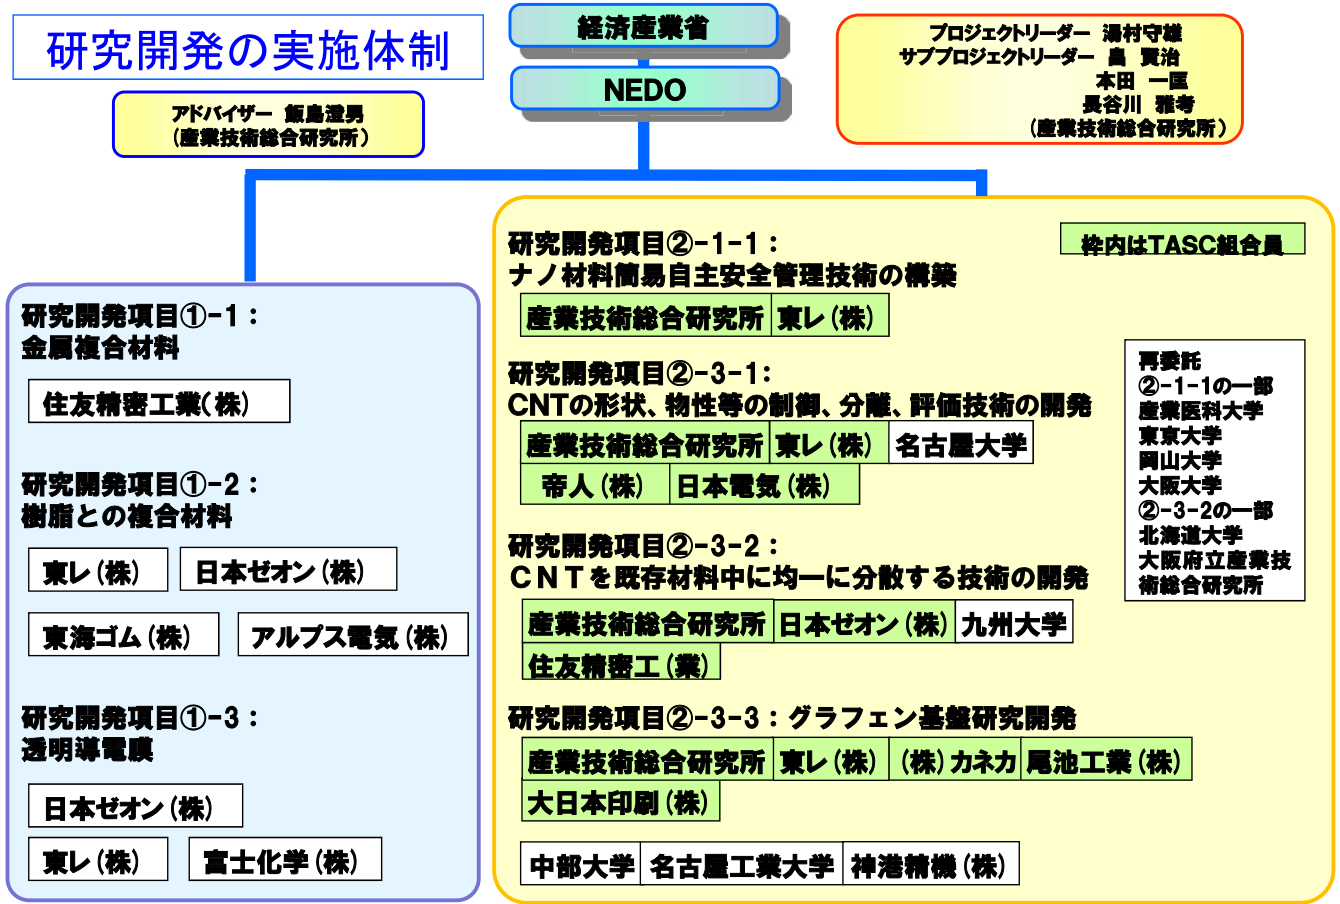 研究開発の実施体制
経済産業省
NEDO
アドバイザー 飯島澄男
(産業技術総合研究所)
プロジェクトリーダー 湯村守雄
サブプロジェクトリーダー 畠 賢治
本田 一匡
長谷川 雅考
(産業技術総合研究所)
研究開発項目①-1:
金属複合材料
住友精密工業(株)
研究開発項目①-2:
樹脂との複合材料
東レ(株)
日本ゼオン(株)
東海ゴム(株)
アルプス電気(株)
研究開発項目①-3:
透明導電膜
日本ゼオン(株)
東レ(株)
富士化学(株)
枠内はTASC組合員
研究開発項目②-1-1:
ナノ材料簡易自主安全管理技術の構築
産業技術総合研究所
東レ(株)
研究開発項目②-3-1:
CNTの形状、物性等の制御、分離、評価技術の開発
産業技術総合研究所
東レ(株)
名古屋大学
帝人(株)
日本電気(株)
研究開発項目②-3-2:
CNTを既存材料中に均一に分散する技術の開発
産業技術総合研究所
日本ゼオン(株)
九州大学
住友精密工(業)
研究開発項目②-3-3:グラフェン基盤研究開発
産業技術総合研究所
東レ(株)
(株)カネカ
尾池工業(株)
大日本印刷(株)
中部大学
名古屋工業大学
神港精機(株)
再委託
②-1-1の一部
産業医科大学
東京大学
岡山大学
大阪大学
②-3-2の一部
北海道大学
大阪府立産業技
術総合研究所